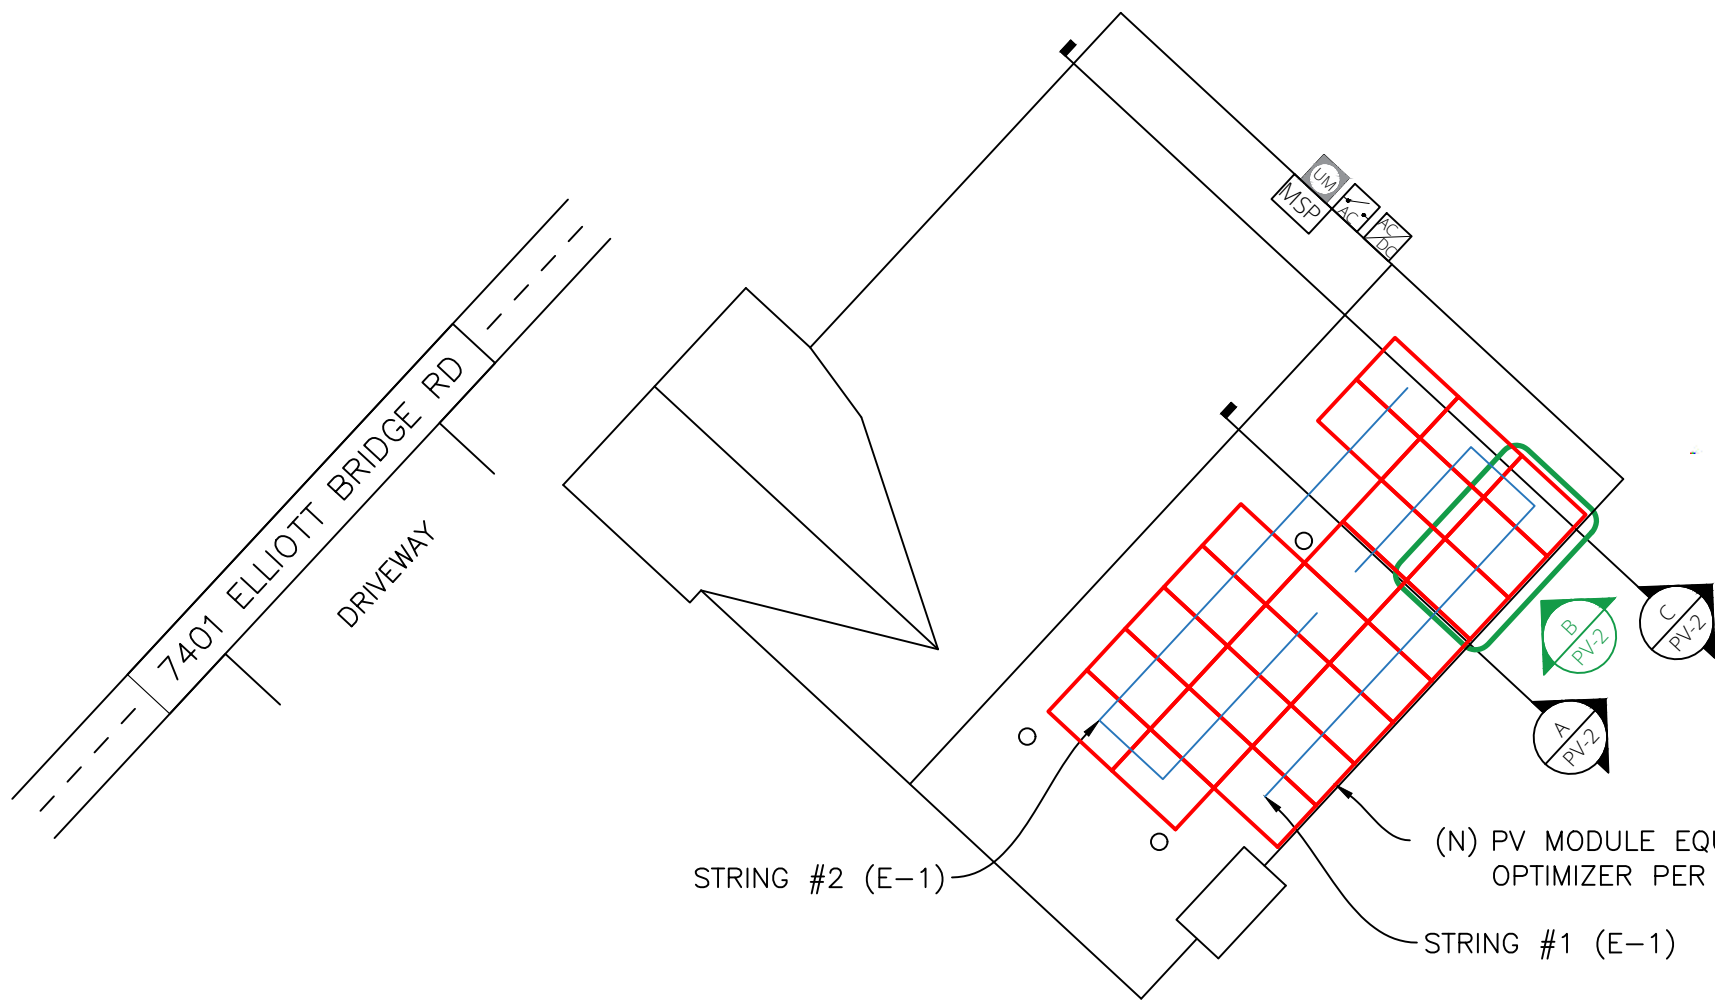 UM
MSP
AC
AC
DC
7401 ELLIOTT BRIDGE RD
DRIVEWAY
B
PV-2
C
PV-2
A
PV-2
(N) PV MODULE EQU
OPTIMIZER PER
STRING #2 (E-1)
STRING #1 (E-1)